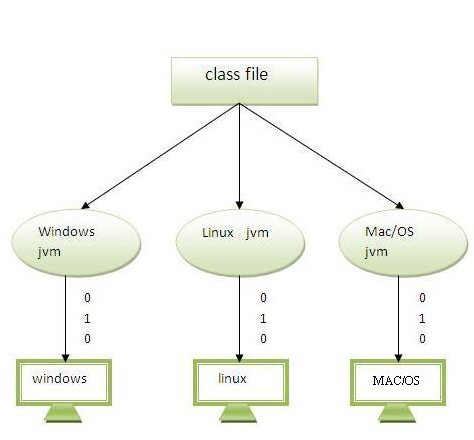 class file
Windows
jvm
Linux jvm
Mac/OS
jvm
0
1
0
0
1
0
0
1
0
windows
linux
MAC/OS